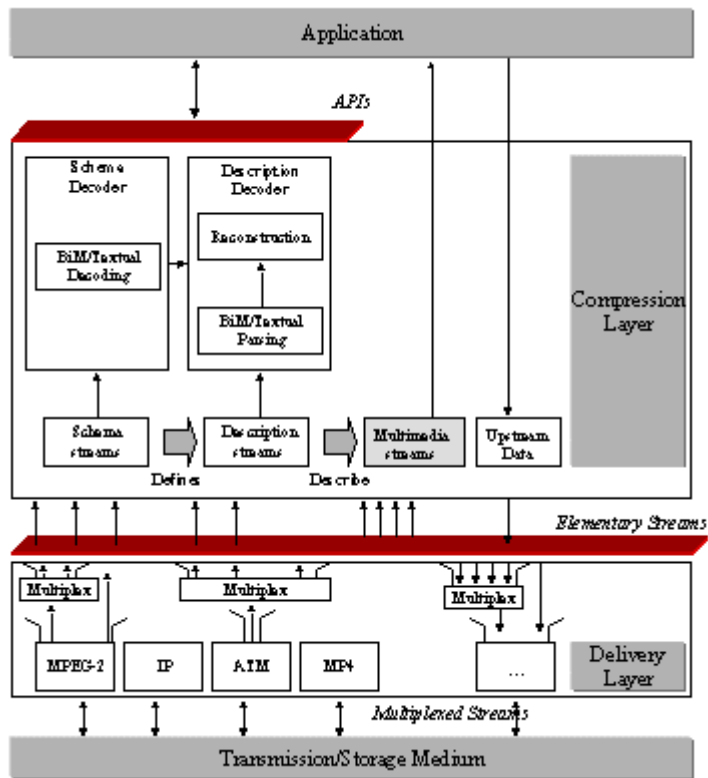 Application
APIs
Schema
Decoder
Description
Decoder
Reconstruction
BiM/Textual
Decoding
BiM/Textual
Parsing
Compression
Layer
Schema
streams
Description
streams
Multimedia
streams
Upstream
Data
Defines
Describe
Elementary Streams
Multiplex
Multiplex
Multiplex
MPEG-2
IP
ATM
MP4
...
Delivery
Layer
Multiplexed Streams
Transmission/Storage Medium